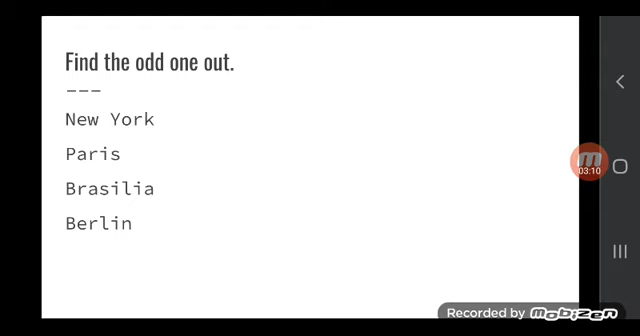 Find the odd one out.
———
New York
Paris
Brasilia
Berlin
03:10
Recorded by Mobizen